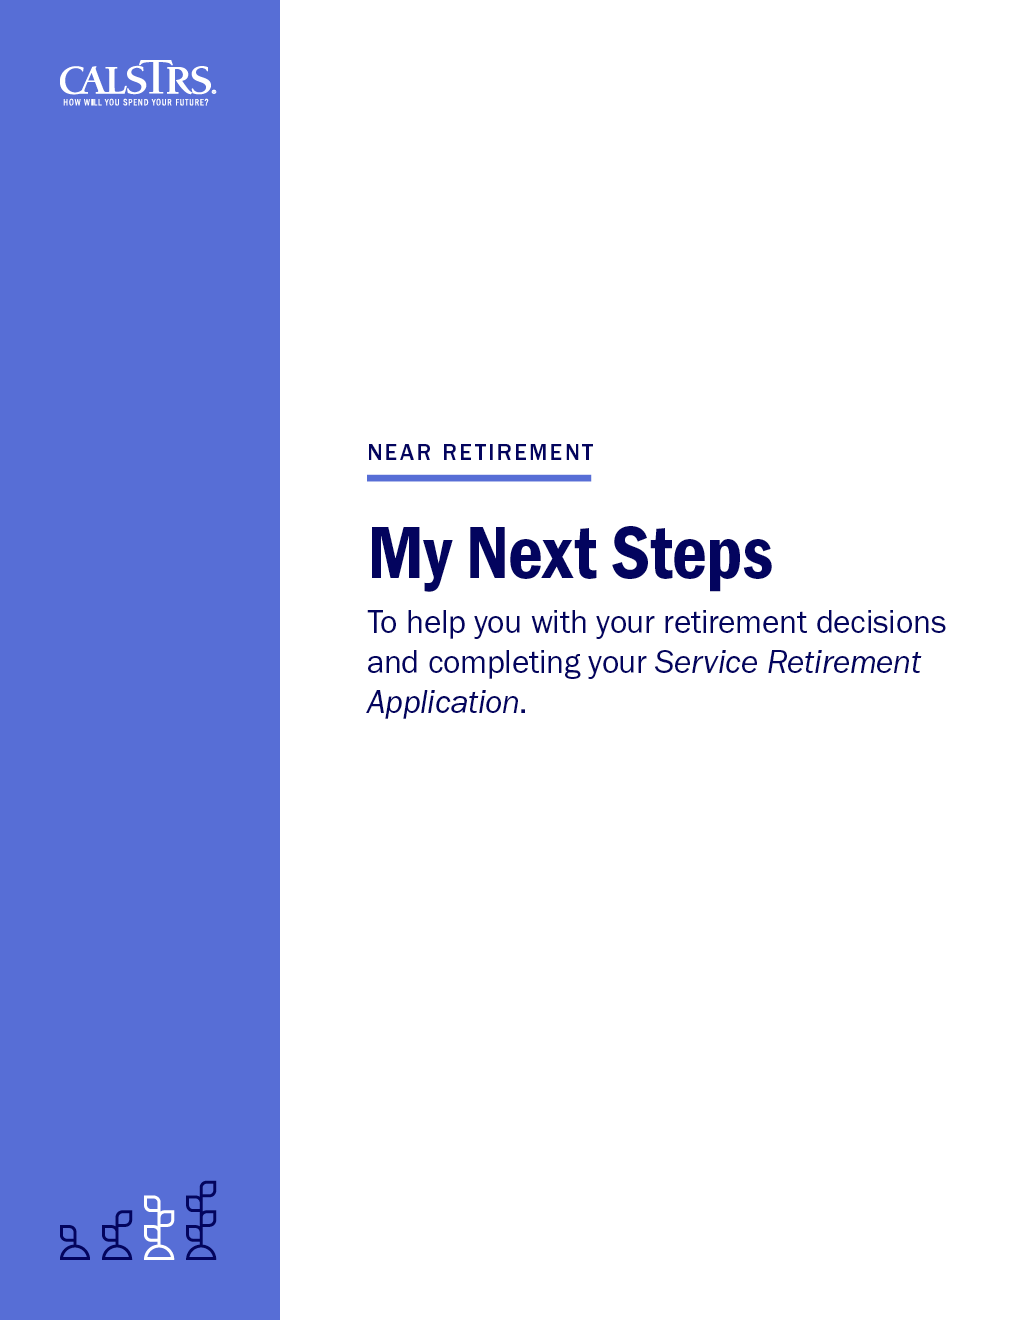 CALSTRS.
HOW WILL YOU SPEND YOUR FUTURE?
NEAR RETIREMENT
My Next Steps
To help you with your retirement decisions
and completing your Service Retirement
Application.